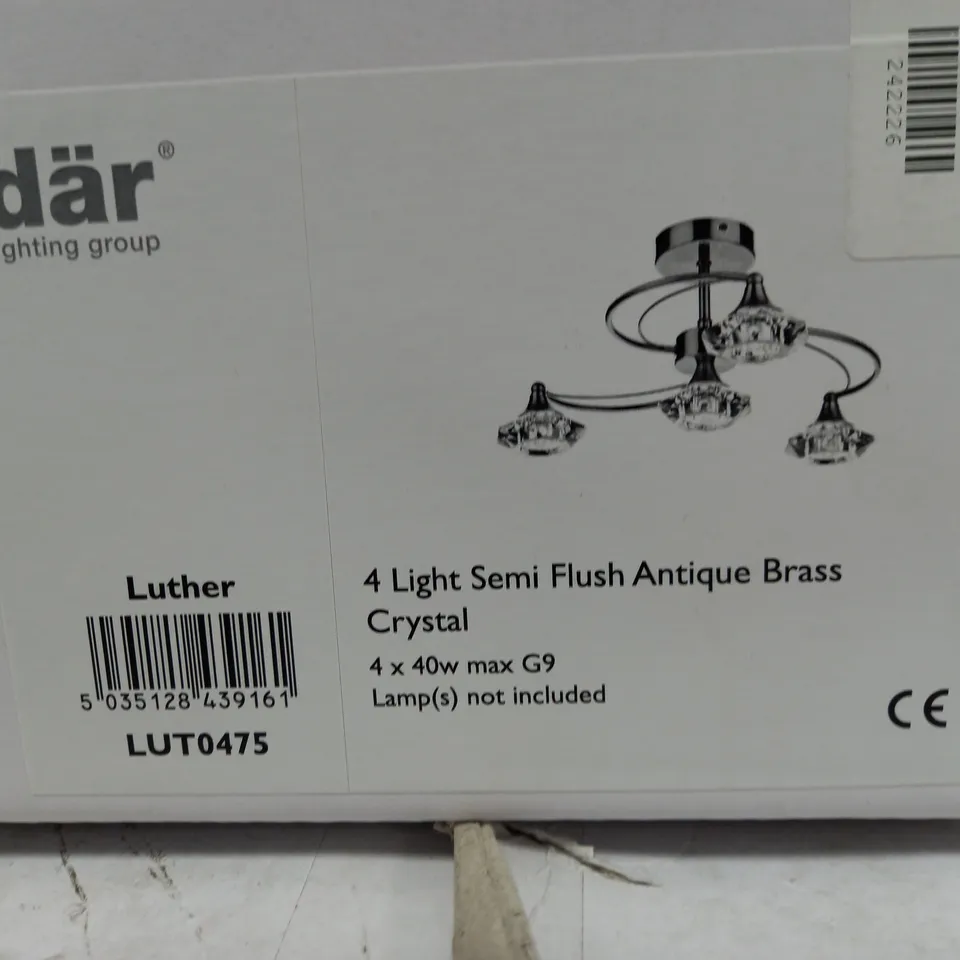 där®
lighting group
242226
Luther
5 035128 439161
LUT0475
4 Light Semi Flush Antique Brass
Crystal
4 x 40w max G9
Lamp(s) not included
CE